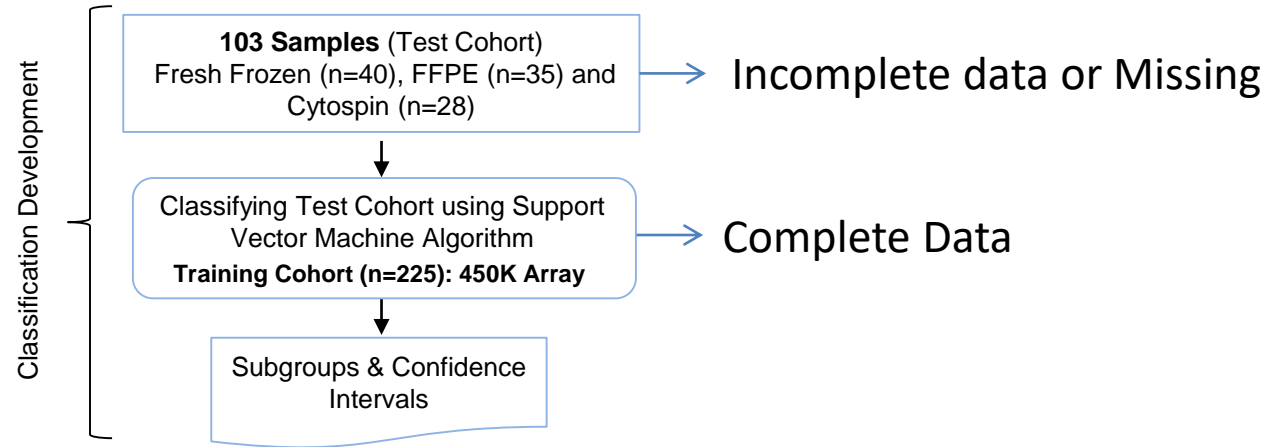 Classification Development
103 Samples (Test Cohort)
Fresh Frozen (n=40), FFPE (n=35) and
Cytospin (n=28)
Incomplete data or Missing
Classifying Test Cohort using Support
Vector Machine Algorithm
Training Cohort (n=225): 450K Array
Complete Data
Subgroups & Confidence
Intervals